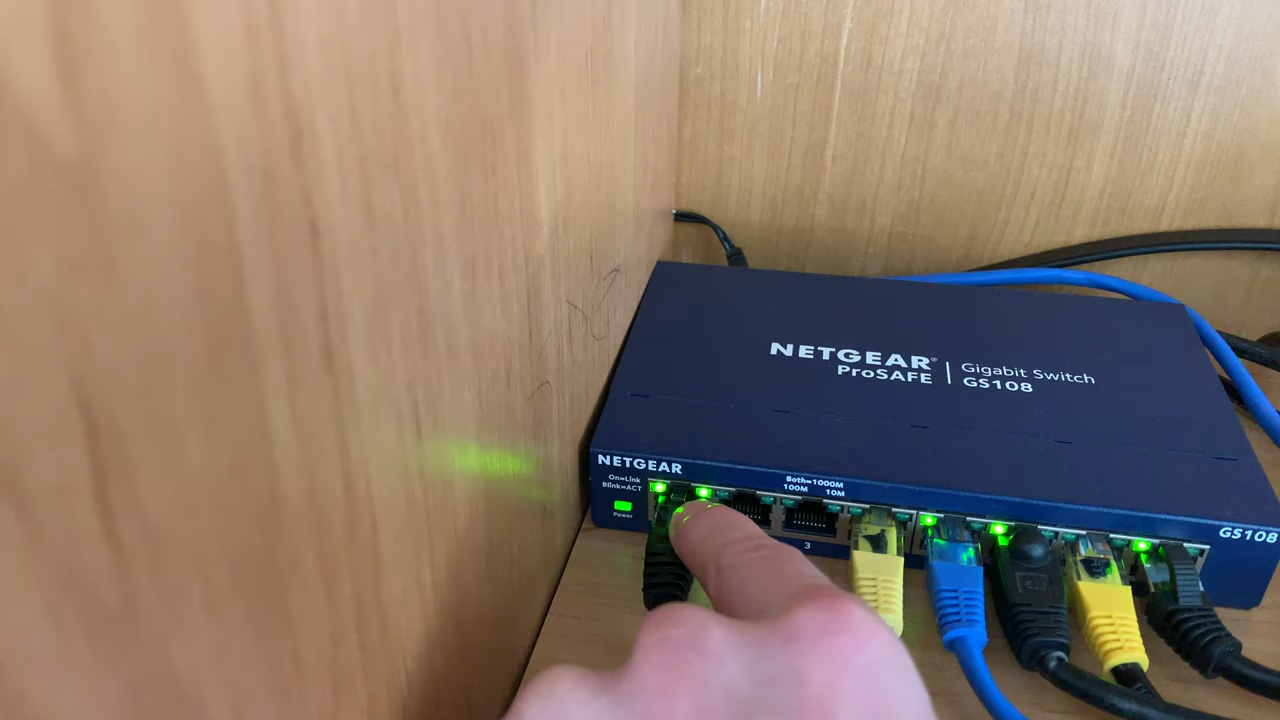 NETGEAR®
ProSAFE
Gigabit Switch
GS108
NETGEAR
On=Link
Blink=ACT
Power
Both=1000M
100M 10M
3
GS108